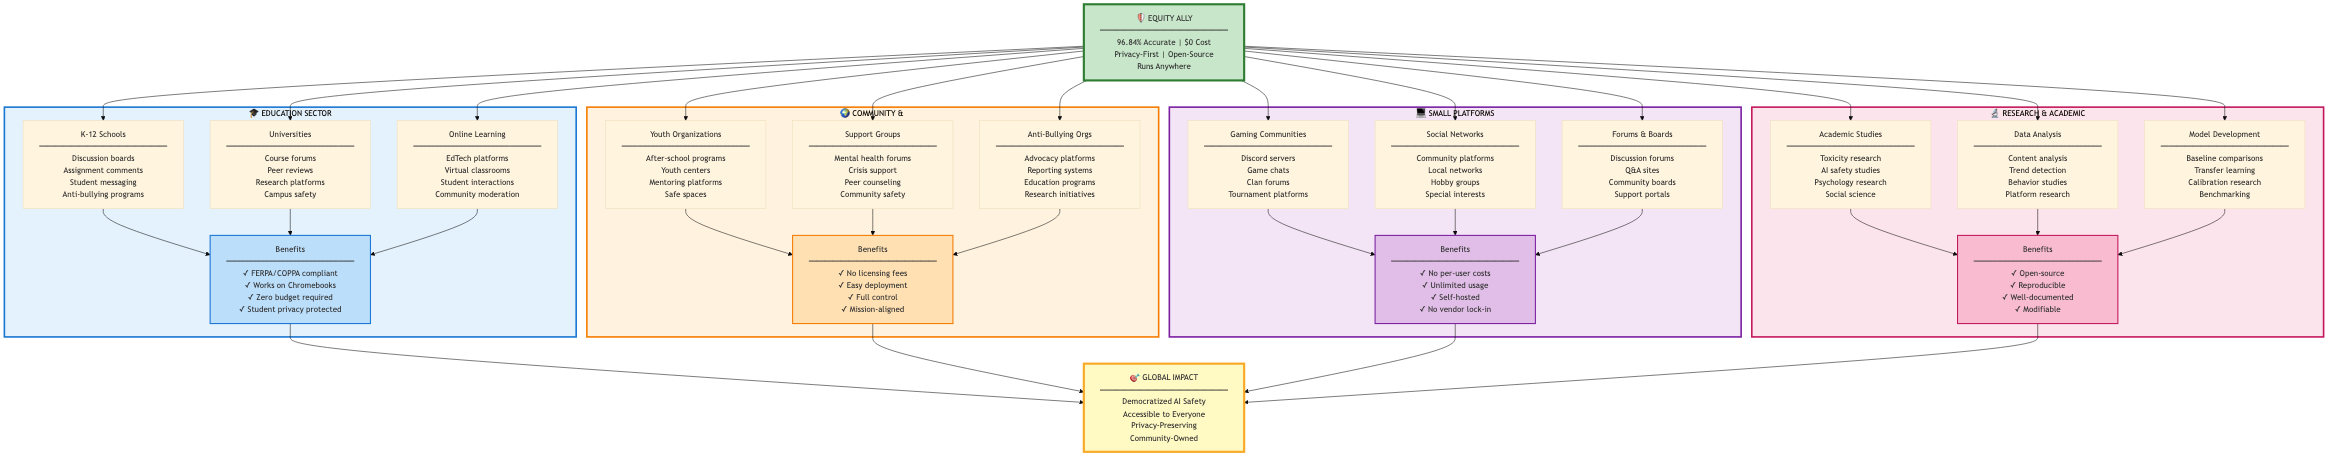 🛡️ EQUITY ALLY
96.84% Accurate | $0 Cost
Privacy-First | Open-Source
Runs Anywhere
🎓 EDUCATION SECTOR
K-12 Schools
Discussion boards
Assignment comments
Student messaging
Anti-bullying programs
Universities
Course forums
Peer reviews
Research platforms
Campus safety
Online Learning
EdTech platforms
Virtual classrooms
Student interactions
Community moderation
Benefits
✓ FERPA/COPPA compliant
✓ Works on Chromebooks
✓ Zero budget required
✓ Student privacy protected
🌍 COMMUNITY &
Youth Organizations
After-school programs
Youth centers
Mentoring platforms
Safe spaces
Support Groups
Mental health forums
Crisis support
Peer counseling
Community safety
Anti-Bullying Orgs
Advocacy platforms
Reporting systems
Education programs
Research initiatives
Benefits
✓ No licensing fees
✓ Easy deployment
✓ Full control
✓ Mission-aligned
💻 SMALL PLATFORMS
Gaming Communities
Discord servers
Game chats
Clan forums
Tournament platforms
Social Networks
Community platforms
Local networks
Hobby groups
Special interests
Forums & Boards
Discussion forums
Q&A sites
Community boards
Support portals
Benefits
✓ No per-user costs
✓ Unlimited usage
✓ Self-hosted
✓ No vendor lock-in
🔬 RESEARCH & ACADEMIC
Academic Studies
Toxicity research
AI safety studies
Psychology research
Social science
Data Analysis
Content analysis
Trend detection
Behavior studies
Platform research
Model Development
Baseline comparisons
Transfer learning
Calibration research
Benchmarking
Benefits
✓ Open-source
✓ Reproducible
✓ Well-documented
✓ Modifiable
🎯 GLOBAL IMPACT
Democratized AI Safety
Accessible to Everyone
Privacy-Preserving
Community-Owned